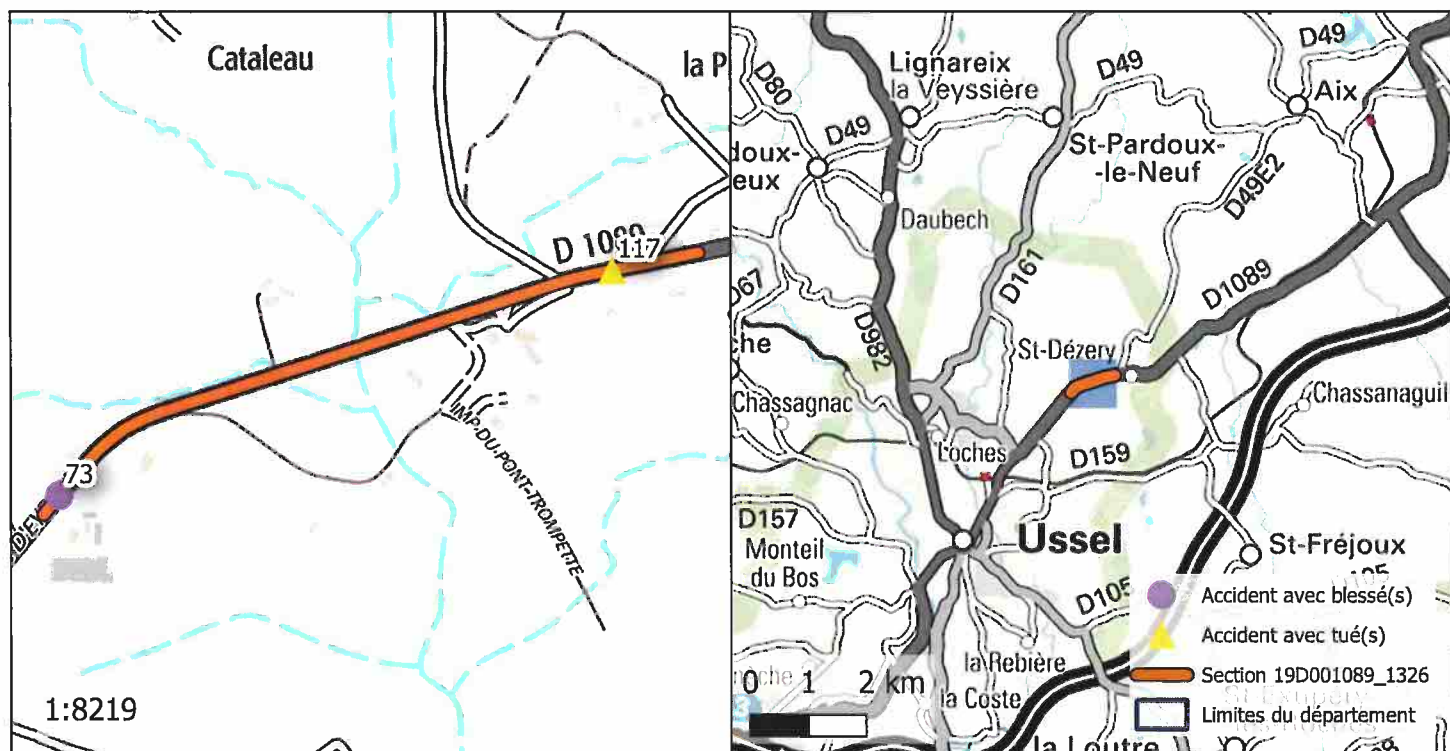 Cataleau
la P
D 1089
117
73
D'EY
IMP-DU-PONT-TROMPETTE
1:8219
D49
Lignareix
la Veyssière
D49
D80
Aix
D49
doux-
eux
St-Pardoux-
-le-Neuf
D49E2
Daubech
D161
D67
D1089
D982
che
St-Dézery
Chassagnac
Chassanaguil
Loches
D159
D157
Ussel
Monteil
du Bos
St-Fréjoux
D105
D105
Accident avec blessé(s)
Accident avec tué(s)
la Rebière
Section 19D001089_1326
0 1 2 km
la Coste
Limites du département
la Loutre